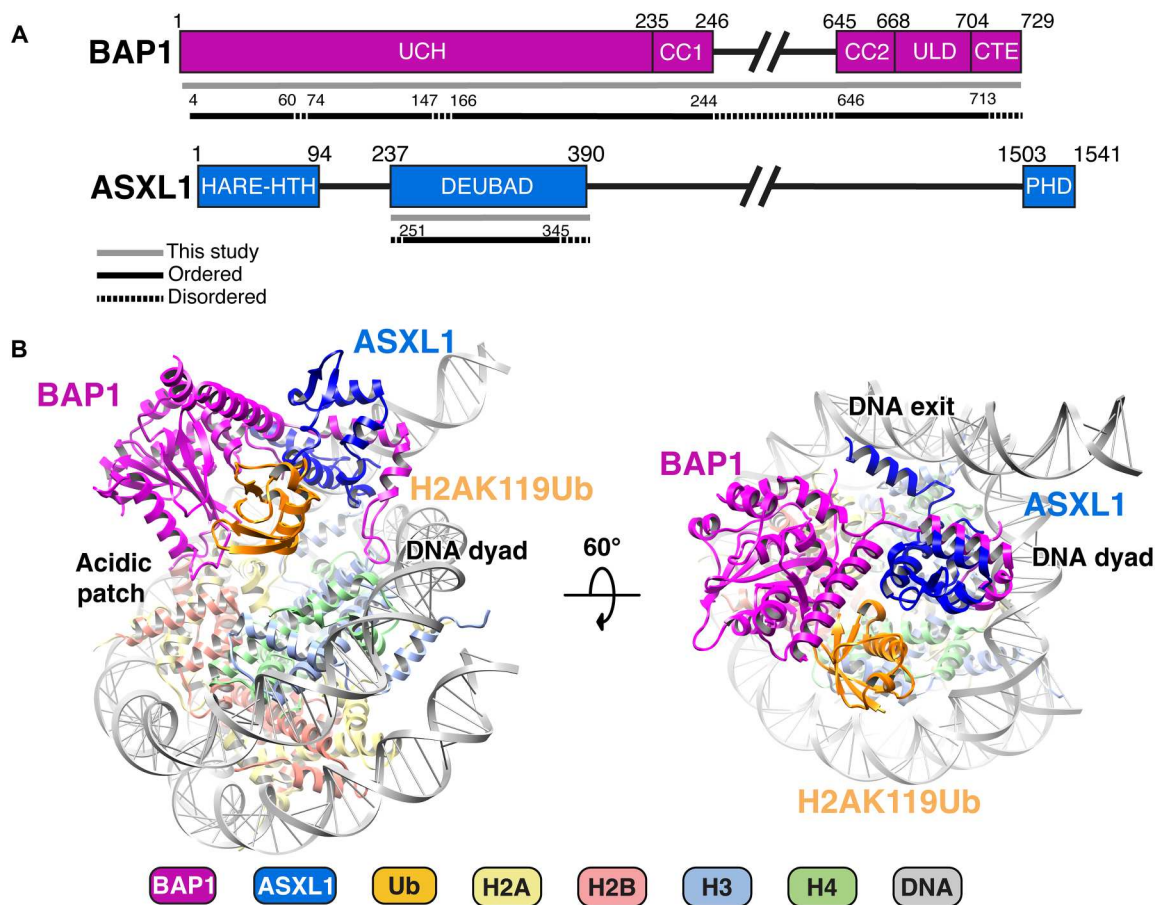 A
1 235 246 645 668 704 729
BAP1 UCH CC1 CC2 ULD CTE
4 60 74 147 166 244 646 713
1 94 237 390 1503 1541
ASXL1 HARE-HTH DEUBAD PHD
251 345
This study
Ordered
Disordered
B
ASXL1
BAP1
H2AK119Ub
Acidic
patch
DNA dyad
60°
DNA exit
BAP1
ASXL1
DNA dyad
H2AK119Ub
BAP1 ASXL1 Ub H2A H2B H3 H4 DNA